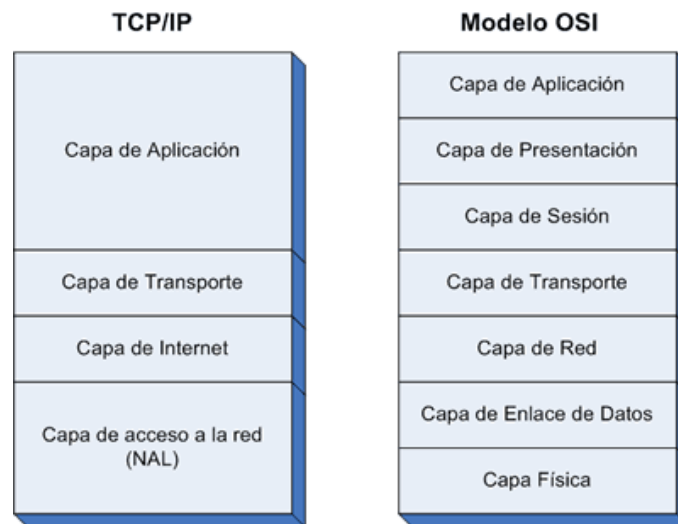 TCP/IP
Capa de Aplicación
Capa de Transporte
Capa de Internet
Capa de acceso a la red
(NAL)
Modelo OSI
Capa de Aplicación
Capa de Presentación
Capa de Sesión
Capa de Transporte
Capa de Red
Capa de Enlace de Datos
Capa Física